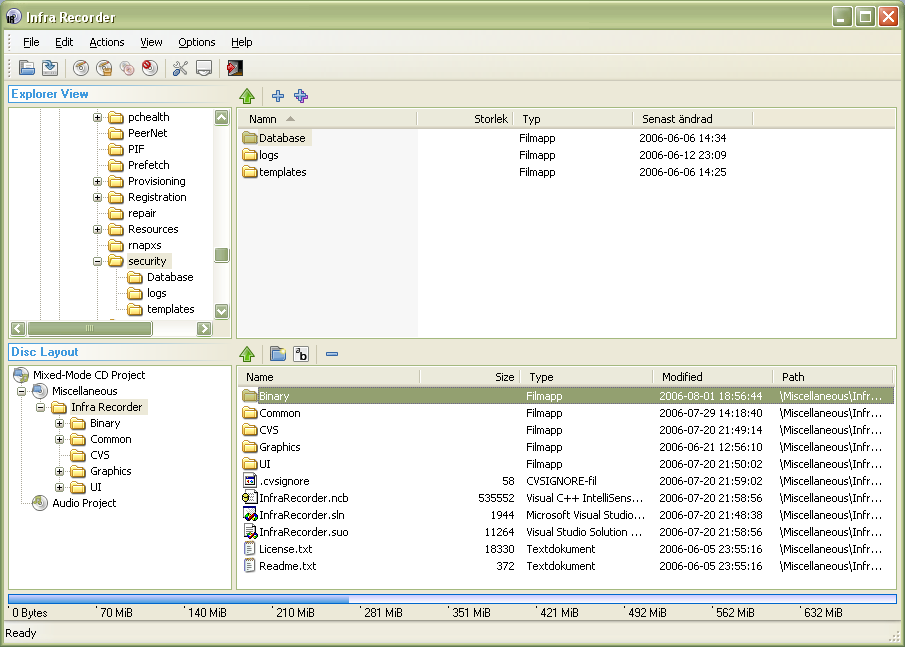 Infra Recorder
File Edit Actions View Options Help
Explorer View
pchealth
PeerNet
PIF
Prefetch
Provisioning
Registration
repair
Resources
rnapxs
security
Database
logs
templates
Namn Storlek Typ Senast ändrad
Database Filmapp 2006-06-06 14:34
logs Filmapp 2006-06-12 23:09
templates Filmapp 2006-06-06 14:25
Disc Layout
Mixed-Mode CD Project
Miscellaneous
Infra Recorder
Binary
Common
CVS
Graphics
UI
Audio Project
Name Size Type Modified Path
Binary Filmapp 2006-08-01 18:56:44 \Miscellaneous\Infr...
Common Filmapp 2006-07-29 14:18:40 \Miscellaneous\Infr...
CVS Filmapp 2006-07-20 21:49:14 \Miscellaneous\Infr...
Graphics Filmapp 2006-06-21 12:56:10 \Miscellaneous\Infr...
UI Filmapp 2006-07-20 21:50:02 \Miscellaneous\Infr...
.cvsignore 58 CVSIGNORE-fil 2006-07-20 21:59:02 \Miscellaneous\Infr...
InfraRecorder.ncb 535552 Visual C++ IntelliSens... 2006-07-20 21:58:56 \Miscellaneous\Infr...
InfraRecorder.sln 1944 Microsoft Visual Studio... 2006-07-20 21:48:38 \Miscellaneous\Infr...
InfraRecorder.suo 11264 Visual Studio Solution ... 2006-07-20 21:58:56 \Miscellaneous\Infr...
License.txt 18330 Textdokument 2006-06-05 23:55:16 \Miscellaneous\Infr...
Readme.txt 372 Textdokument 2006-06-05 23:55:16 \Miscellaneous\Infr...
0 Bytes 70 MiB 140 MiB 210 MiB 281 MiB 351 MiB 421 MiB 492 MiB 562 MiB 632 MiB
Ready